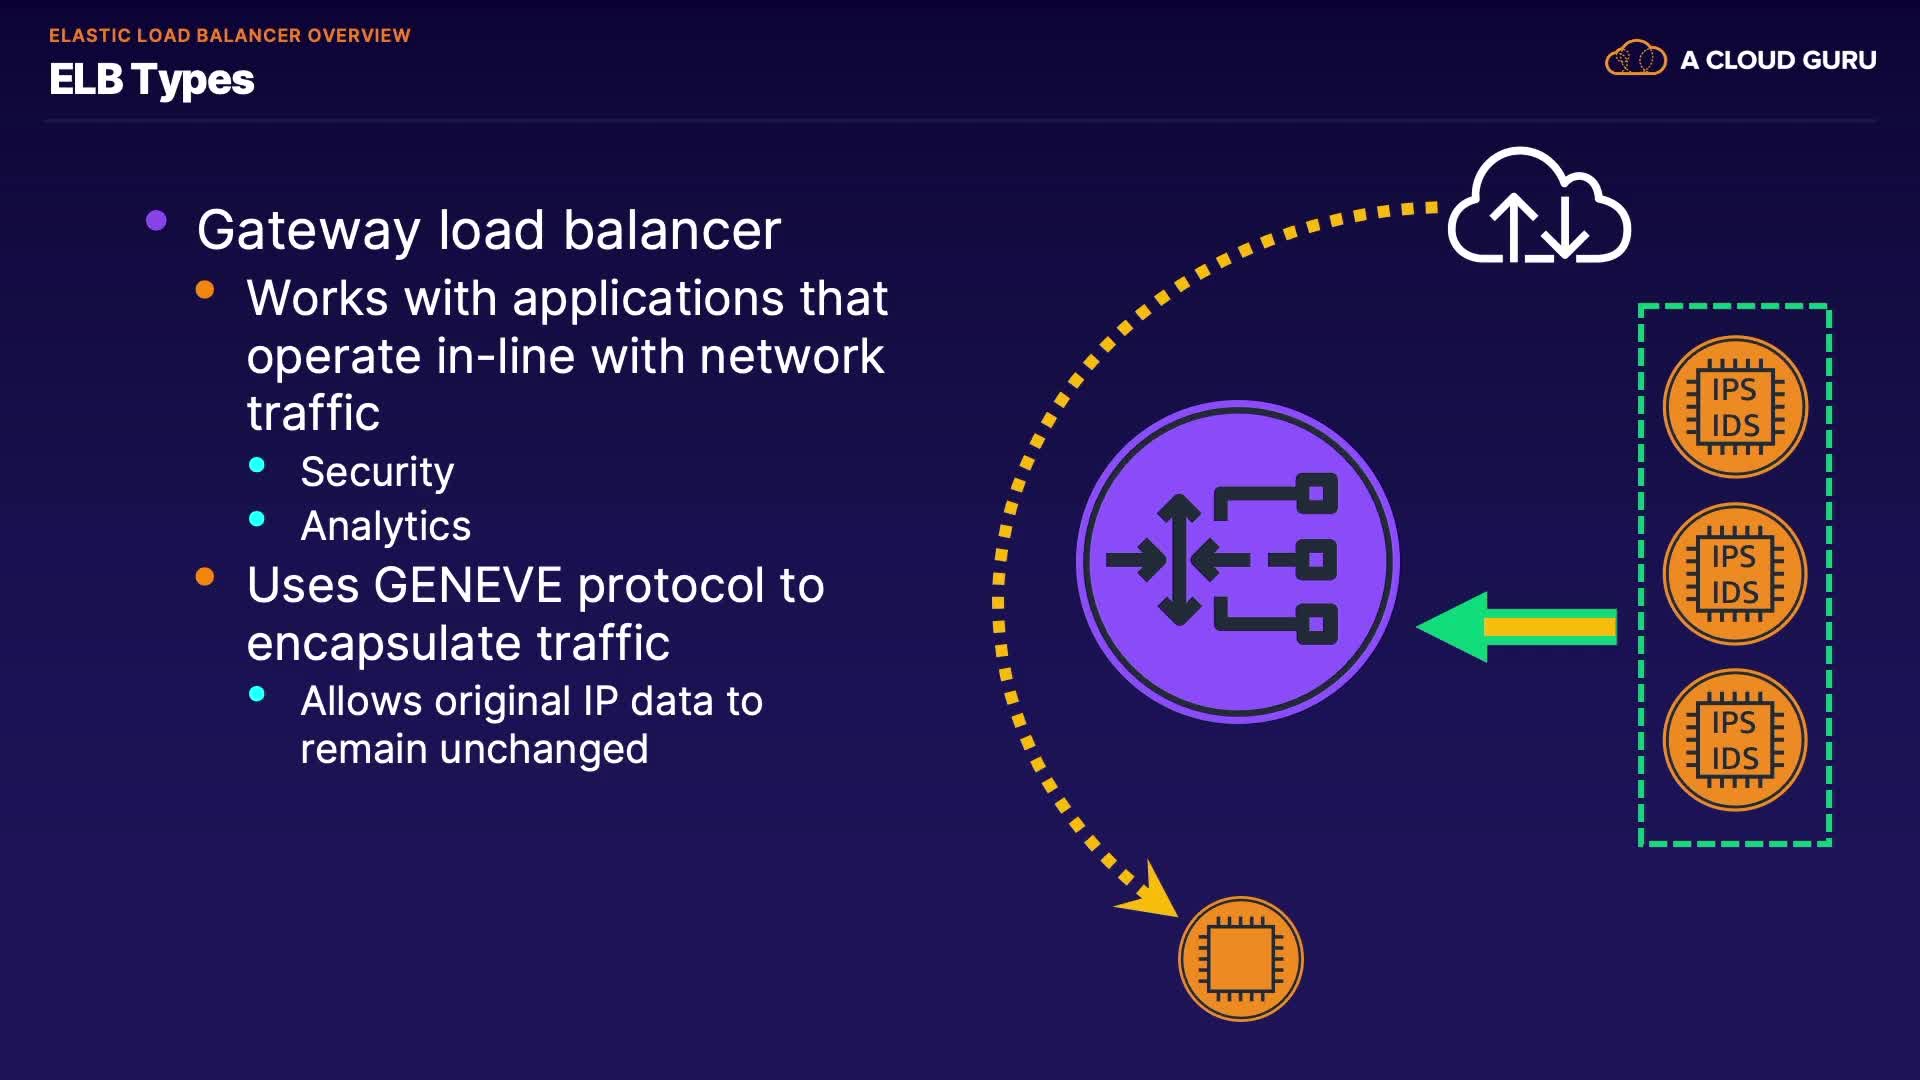 ELASTIC LOAD BALANCER OVERVIEW
ELB Types
A CLOUD GURU
Gateway load balancer
Works with applications that
operate in-line with network
traffic
Security
Analytics
Uses GENEVE protocol to
encapsulate traffic
Allows original IP data to
remain unchanged
IPS
IDS
IPS
IDS
IPS
IDS